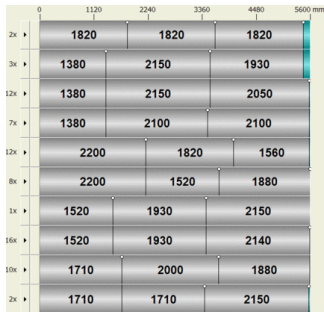 0 1120 2240 3360 4480 5600 mm
2x 1820 1820 1820
3x 1380 2150 1930
12x 1380 2150 2050
7x 1380 2100 2100
12x 2200 1820 1560
8x 2200 1520 1880
1x 1520 1930 2150
16x 1520 1930 2140
10x 1710 2000 1880
2x 1710 1710 2150